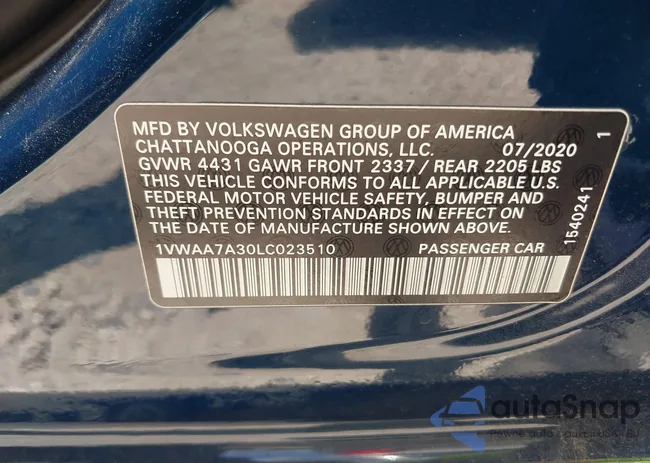 MFD BY VOLKSWAGEN GROUP OF AMERICA
CHATTANOOGA OPERATIONS, LLC. 07/2020
GVWR 4431 GAWR FRONT 2337 / REAR 2205 LBS
THIS VEHICLE CONFORMS TO ALL APPLICABLE U.S.
FEDERAL MOTOR VEHICLE SAFETY, BUMPER AND
THEFT PREVENTION STANDARDS IN EFFECT ON
THE DATE OF MANUFACTURE SHOWN ABOVE.
1VWAA7A30LC023510 PASSENGER CAR
1540241 1
autoSnap
Pewne auto